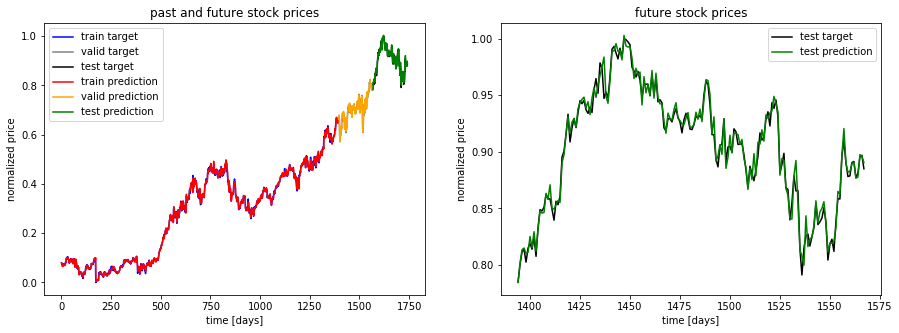 past and future stock prices
normalized price
1.0
0.8
0.6
0.4
0.2
0.0
train target
valid target
test target
train prediction
valid prediction
test prediction
0 250 500 750 1000 1250 1500 1750
time [days]
future stock prices
normalized price
1.00
0.95
0.90
0.85
0.80
test target
test prediction
1400 1425 1450 1475 1500 1525 1550 1575
time [days]